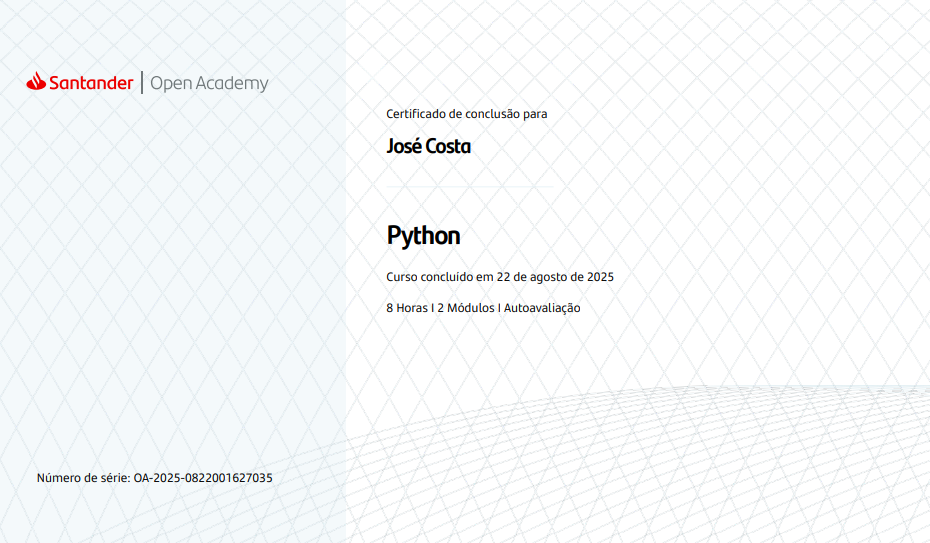 Santander | Open Academy
Certificado de conclusão para
José Costa
Python
Curso concluído em 22 de agosto de 2025
8 Horas I 2 Módulos I Autoavaliação
Número de série: OA-2025-0822001627035